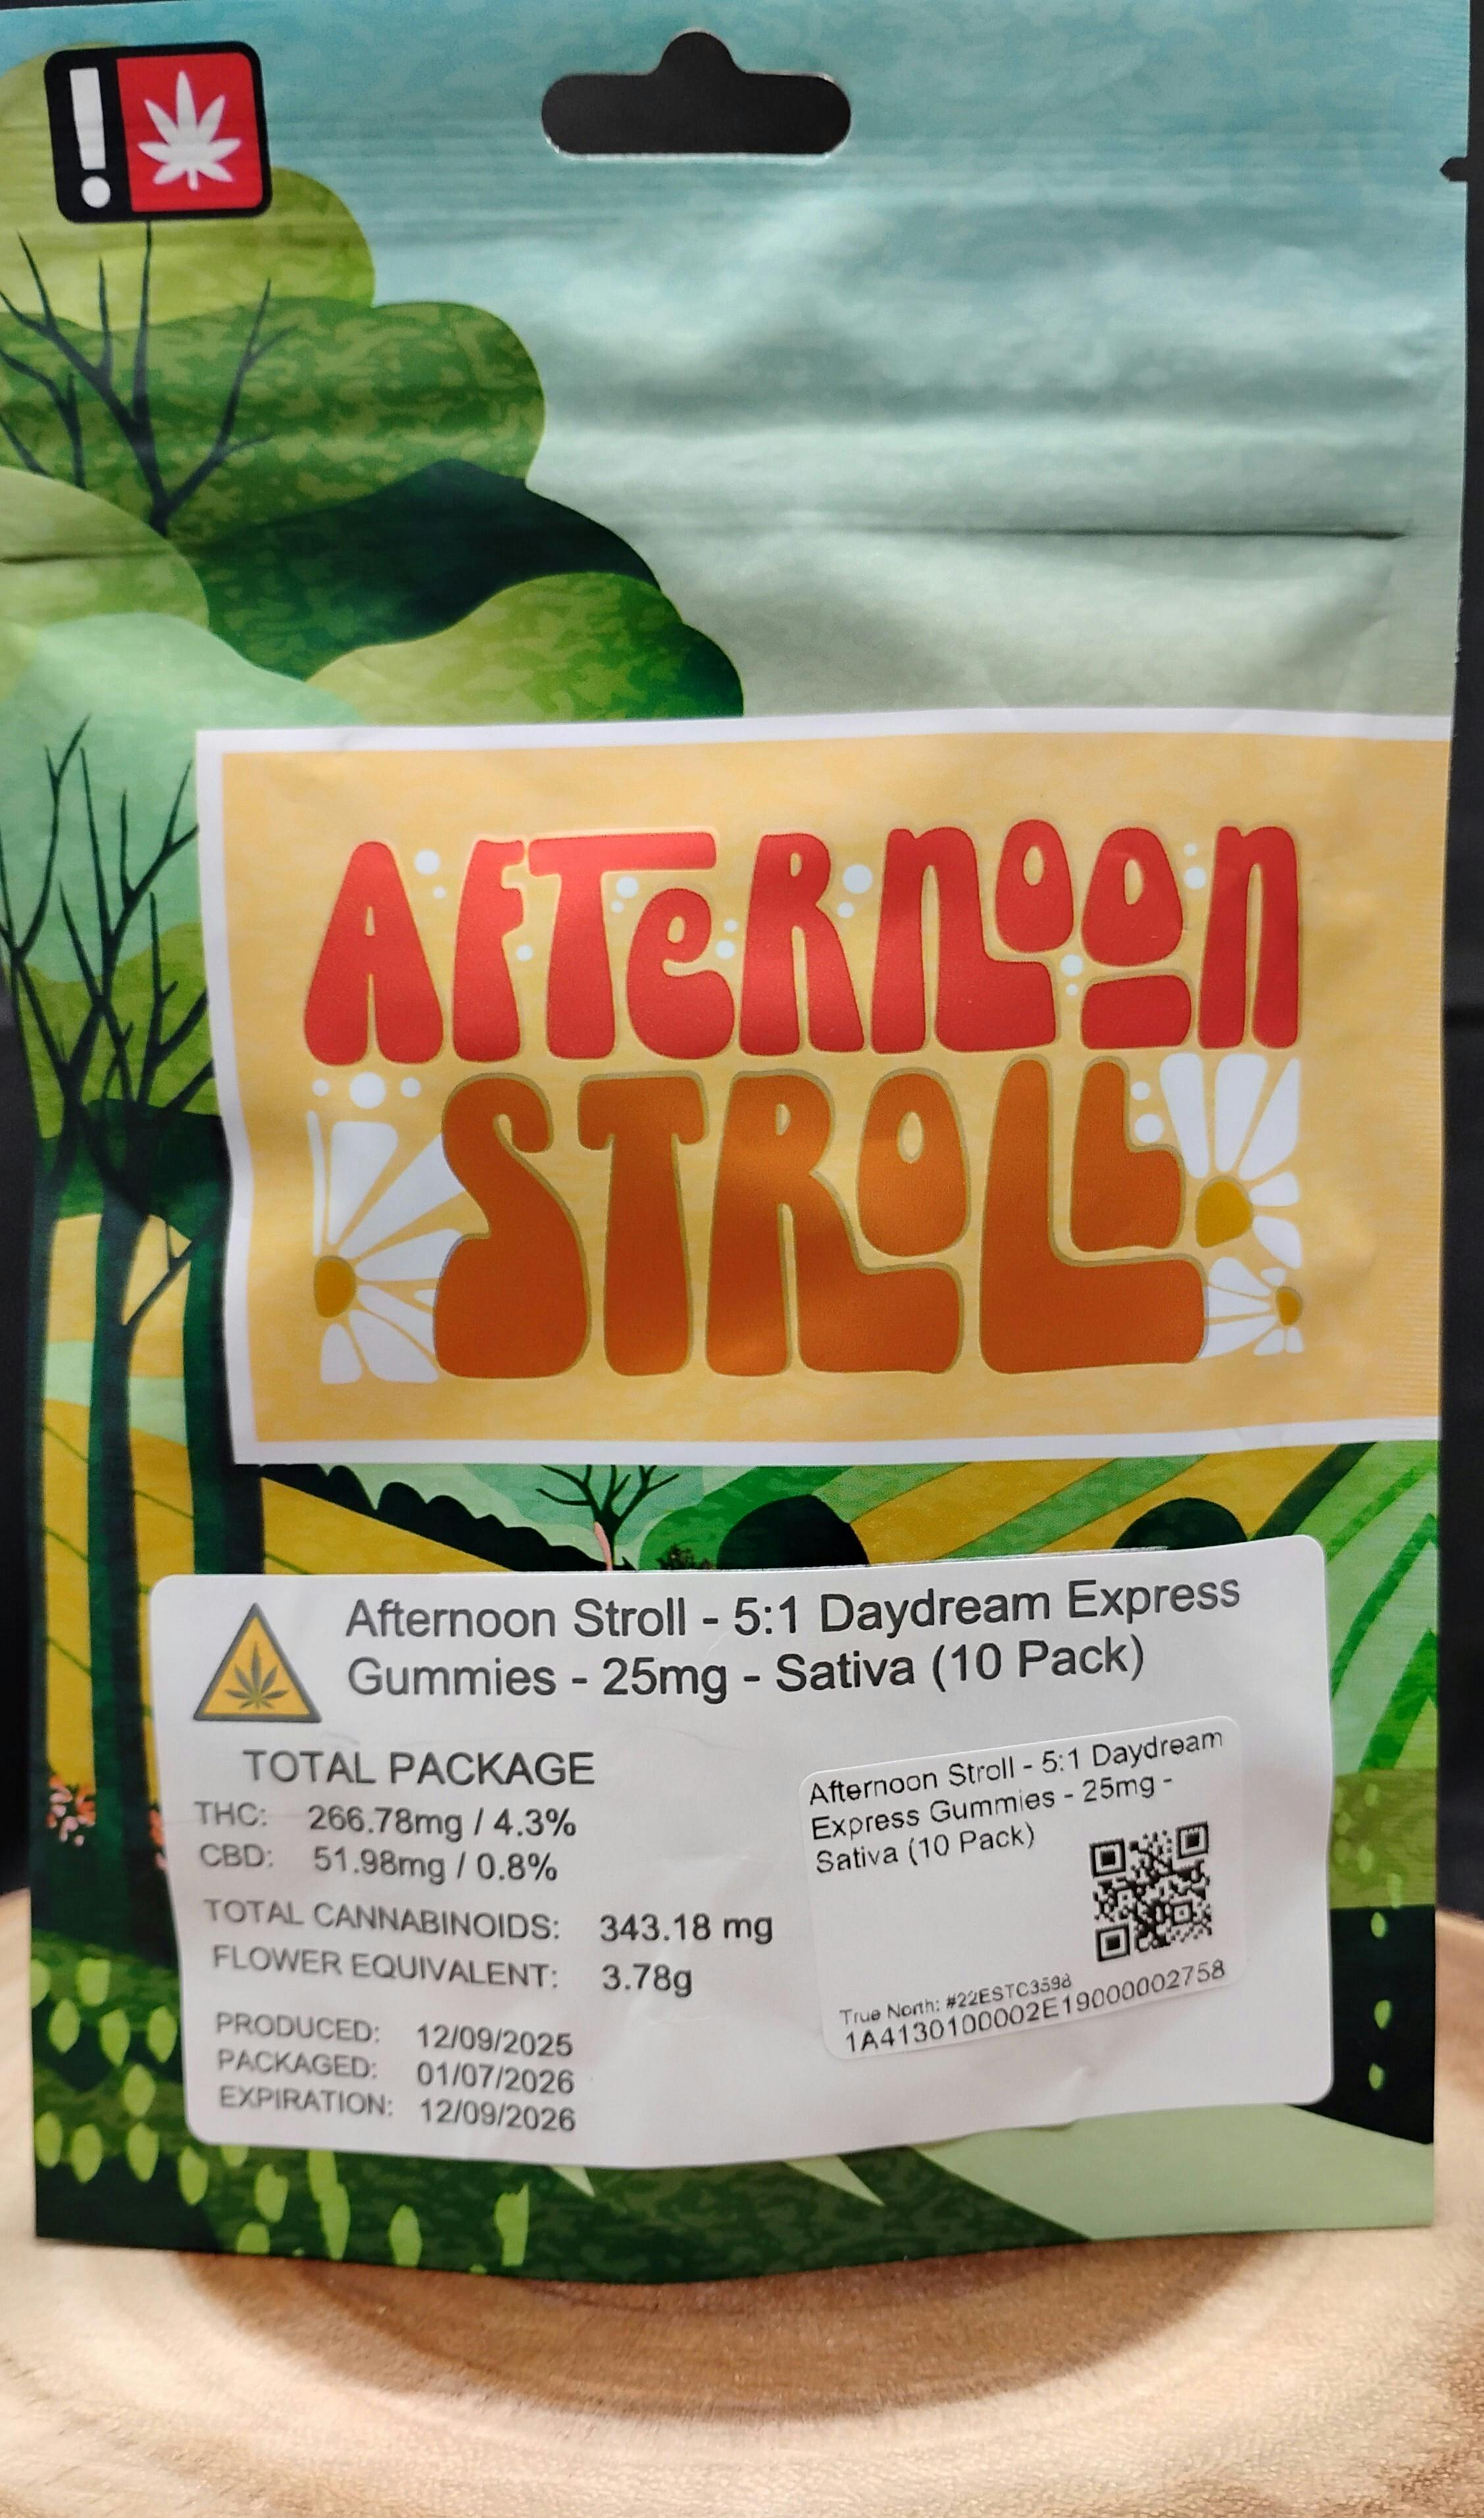 !
AFTERNOON
STROLL
Afternoon Stroll - 5:1 Daydream Express
Gummies - 25mg - Sativa (10 Pack)
TOTAL PACKAGE
THC: 266.78mg / 4.3%
CBD: 51.98mg / 0.8%
TOTAL CANNABINOIDS: 343.18 mg
FLOWER EQUIVALENT: 3.78g
PRODUCED: 12/09/2025
PACKAGED: 01/07/2026
EXPIRATION: 12/09/2026
Afternoon Stroll - 5:1 Daydream
Express Gummies - 25mg -
Sativa (10 Pack)
True North: #22ESTC3598
1A4130100002E19000002758